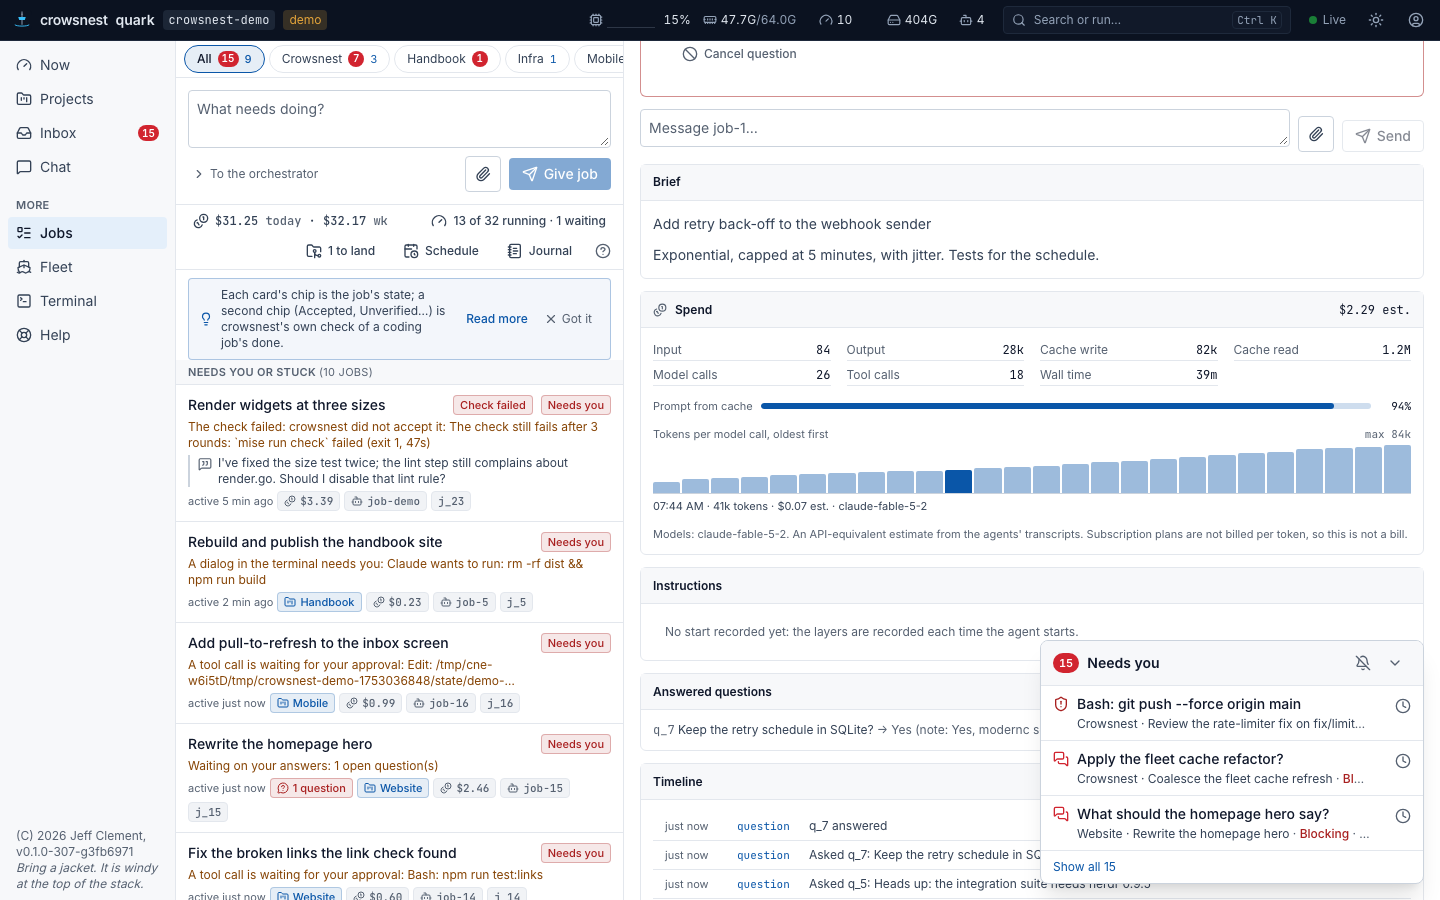 crowsnest quark crowsnest-demo demo
15% 47.7G/64.0G 10 404G 4
Search or run... Ctrl K
Live
Now
Projects
Inbox 15
Chat
MORE
Jobs
Fleet
Terminal
Help
(C) 2026 Jeff Clement,
v0.1.0-307-g3fb6971
Bring a jacket. It is windy
at the top of the stack.
All 15 9 Crowsnest 7 3 Handbook 1 Infra 1 Mobile
What needs doing?
To the orchestrator
Give job
$31.25 today · $32.17 wk
13 of 32 running · 1 waiting
1 to land Schedule Journal
Each card's chip is the job's state; a
second chip (Accepted, Unverified...) is
crowsnest's own check of a coding
job's done.
Read more
Got it
NEEDS YOU OR STUCK (10 JOBS)
Render widgets at three sizes Check failed Needs you
The check failed: crowsnest did not accept it: The check still fails after 3
rounds: `mise run check` failed (exit 1, 47s)
I've fixed the size test twice; the lint step still complains about
render.go. Should I disable that lint rule?
active 5 min ago $3.39 job-demo j_23
Rebuild and publish the handbook site Needs you
A dialog in the terminal needs you: Claude wants to run: rm -rf dist &&
npm run build
active 2 min ago Handbook $0.23 job-5 j_5
Add pull-to-refresh to the inbox screen Needs you
A tool call is waiting for your approval: Edit: /tmp/cne-
w6i5tD/tmp/crowsnest-demo-1753036848/state/demo-...
active just now Mobile $0.99 job-16 j_16
Rewrite the homepage hero Needs you
Waiting on your answers: 1 open question(s)
active just now 1 question Website $2.46 job-15
j_15
Fix the broken links the link check found Needs you
A tool call is waiting for your approval: Bash: npm run test:links
active just now Website $0.60 job-14 j_14
Cancel question
Message job-1...
Send
Brief
Add retry back-off to the webhook sender
Exponential, capped at 5 minutes, with jitter. Tests for the schedule.
Spend $2.29 est.
Input 84 Output 28k Cache write 82k Cache read 1.2M
Model calls 26 Tool calls 18 Wall time 39m
Prompt from cache 94%
Tokens per model call, oldest first max 84k
07:44 AM · 41k tokens · $0.07 est. · claude-fable-5-2
Models: claude-fable-5-2. An API-equivalent estimate from the agents' transcripts. Subscription plans are not billed per token, so this is not a bill.
Instructions
No start recorded yet: the layers are recorded each time the agent starts.
Answered questions
q_7 Keep the retry schedule in SQLite? → Yes (note: Yes, modernc s
Timeline
just now question q_7 answered
just now question Asked q_7: Keep the retry schedule in SQ
just now question Asked q_5: Heads up: the integration suite needs nerdr 0.9.5
15 Needs you
Bash: git push --force origin main
Crowsnest · Review the rate-limiter fix on fix/limit...
Apply the fleet cache refactor?
Crowsnest · Coalesce the fleet cache refresh · Bl...
What should the homepage hero say?
Website · Rewrite the homepage hero · Blocking · ...
Show all 15